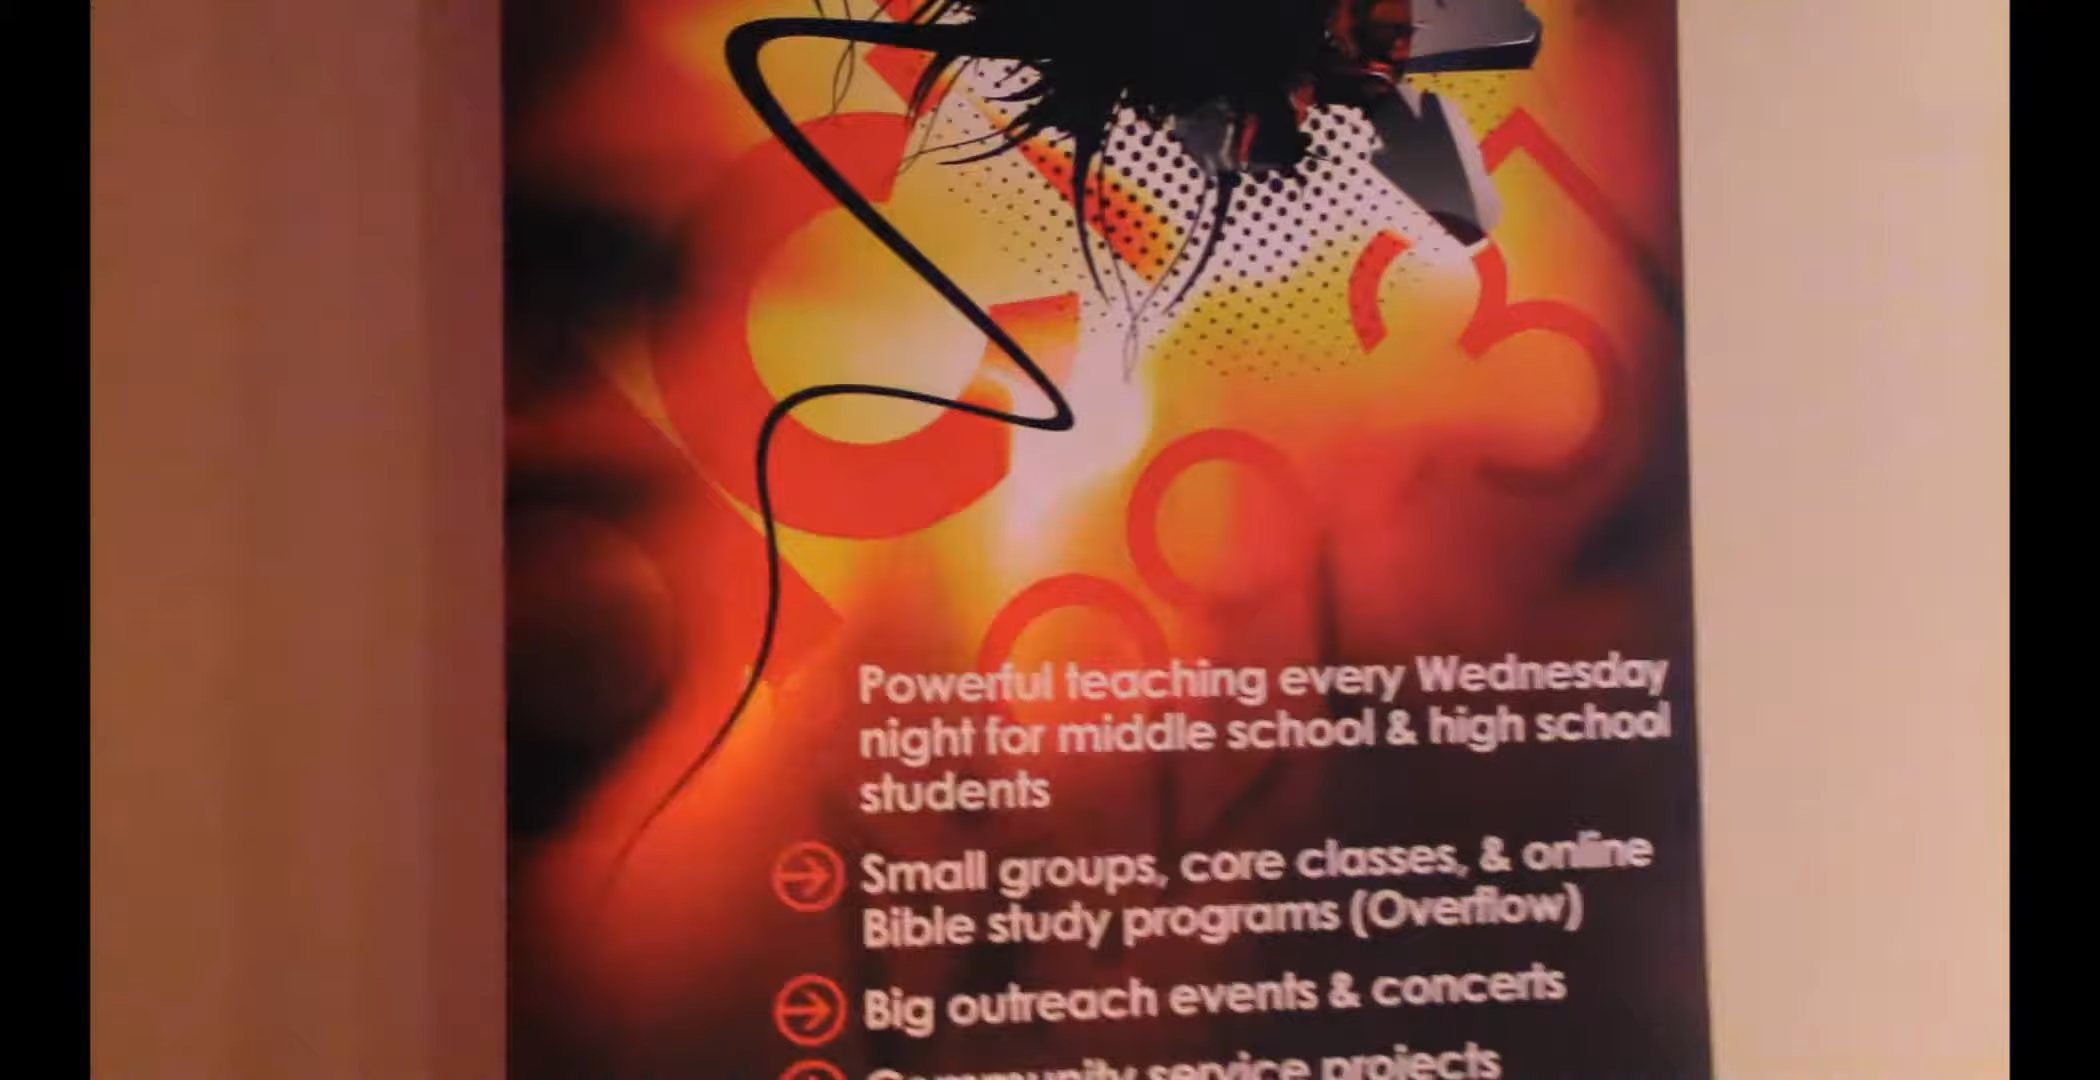 Powerful teaching every Wednesday
night for middle school & high school
students
Small groups, core classes, & online
Bible study programs (Overflow)
Big outreach events & concerts
Community service projects